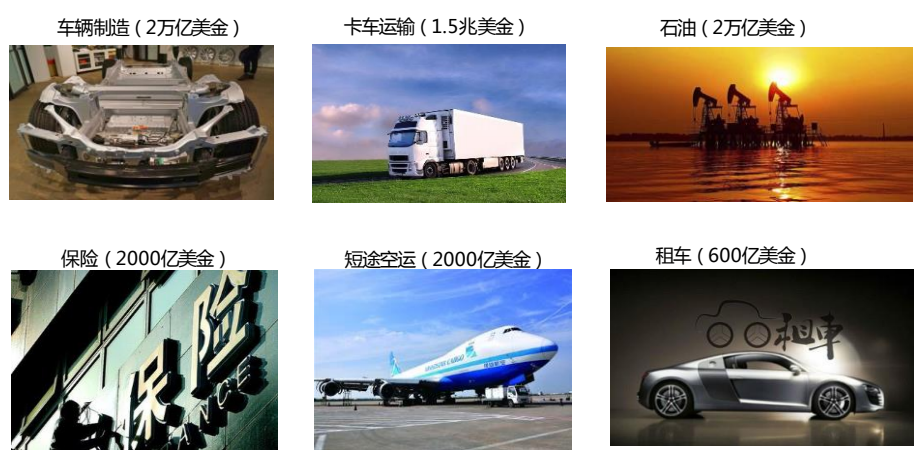 车辆制造（2万亿美金）
卡车运输（1.5兆美金）
石油（2万亿美金）
保险（2000亿美金）
短途空运（2000亿美金）
租车（600亿美金）
保险
ANCE
租車